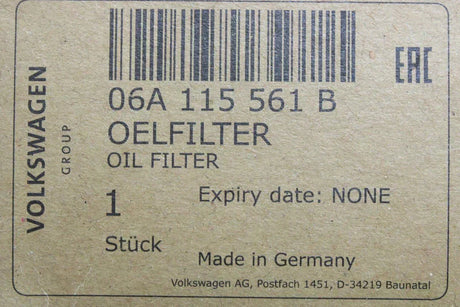 VOLKSWAGEN
GROUP
EAC
06A 115 561 B
OELFILTER
OIL FILTER
1
Expiry date: NONE
Stück
Made in Germany
Volkswagen AG, Postfach 1451, D-34219 Baunatal